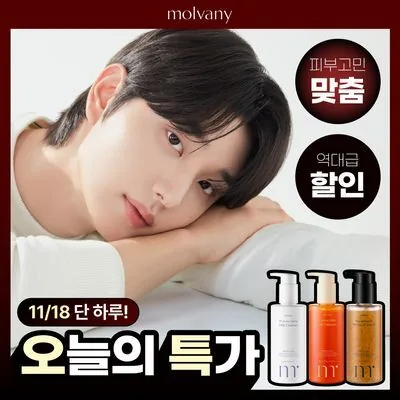 molvany
피부고민
맞춤
역대급
할인
11/18 단 하루!
오늘의 특가
m m m